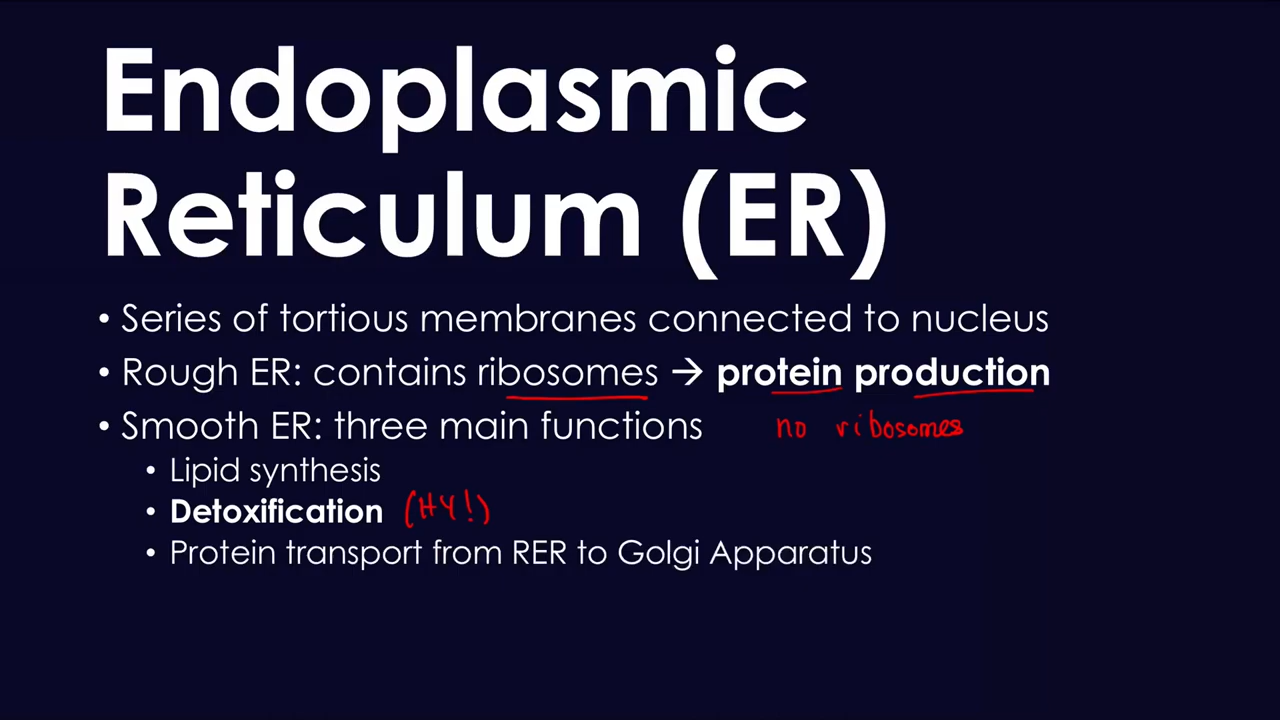 Endoplasmic
Reticulum (ER)
• Series of tortious membranes connected to nucleus
• Rough ER: contains ribosomes → protein production
• Smooth ER: three main functions no ribosomes
• Lipid synthesis
• Detoxification (HY!)
• Protein transport from RER to Golgi Apparatus